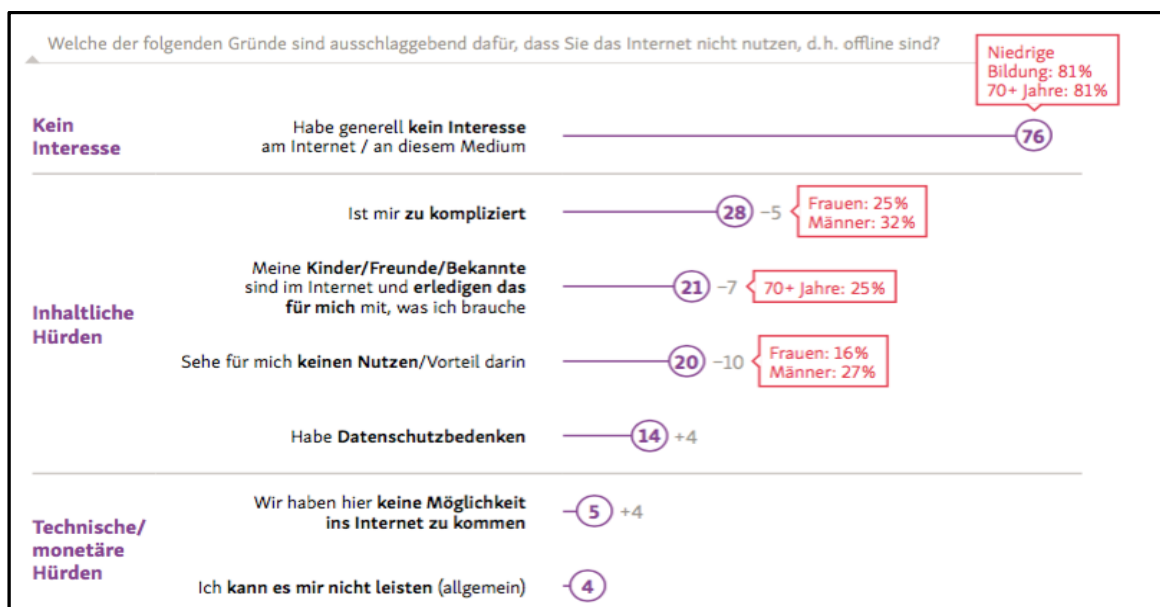 Welche der folgenden Gründe sind ausschlaggebend dafür, dass Sie das Internet nicht nutzen, d.h. offline sind?
Niedrige
Bildung: 81%
70+ Jahre: 81%
Kein
Interesse
Habe generell kein Interesse
am Internet / an diesem Medium
76
Inhaltliche
Hürden
Ist mir zu kompliziert
28 –5
Frauen: 25%
Männer: 32%
Meine Kinder/Freunde/Bekannte
sind im Internet und erledigen das
für mich mit, was ich brauche
21 –7
70+ Jahre: 25%
Sehe für mich keinen Nutzen/Vorteil darin
20 –10
Frauen: 16%
Männer: 27%
Habe Datenschutzbedenken
14 +4
Technische/
monetäre
Hürden
Wir haben hier keine Möglichkeit
ins Internet zu kommen
5 +4
Ich kann es mir nicht leisten (allgemein)
4